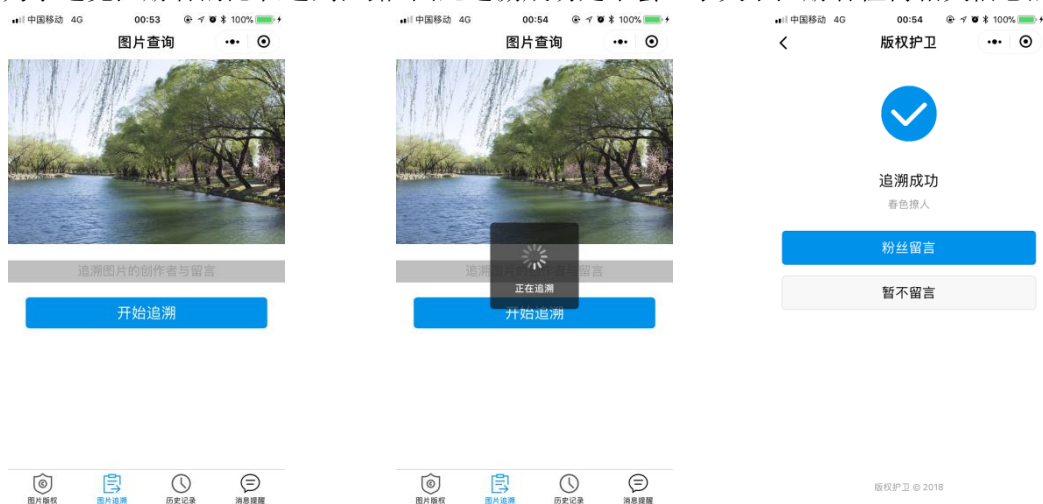 中国移动 4G 00:53 100%
图片查询
追溯图片的创作者与留言
开始追溯
图片版权 图片追溯 历史记录 消息提醒
中国移动 4G 00:54 100%
图片查询
正在追溯
开始追溯
图片版权 图片追溯 历史记录 消息提醒
中国移动 4G 00:54 100%
版权护卫
追溯成功
春色撩人
粉丝留言
暂不留言
版权护卫 © 2018